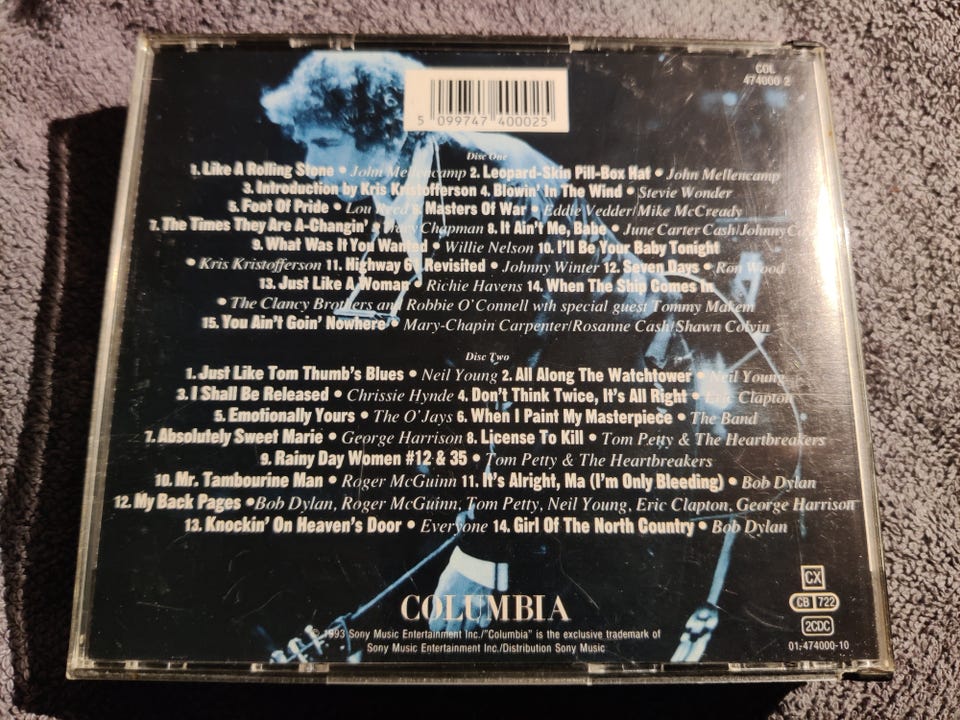 COL
474000 2
5 099747 400025
Disc One
1. Like A Rolling Stone • John Mellencamp 2. Leopard-Skin Pill-Box Hat • John Mellencamp
3. Introduction by Kris Kristofferson 4. Blowin' In The Wind • Stevie Wonder
5. Foot Of Pride • Lou Reed 6. Masters Of War • Eddie Vedder/Mike McCready
7. The Times They Are A-Changin' • Tracy Chapman 8. It Ain't Me, Babe • June Carter Cash/Johnny Cash
9. What Was It You Wanted • Willie Nelson 10. I'll Be Your Baby Tonight
• Kris Kristofferson 11. Highway 61 Revisited • Johnny Winter 12. Seven Days • Ron Wood
13. Just Like A Woman • Richie Havens 14. When The Ship Comes In
• The Clancy Brothers and Robbie O'Connell wth special guest Tommy Makem
15. You Ain't Goin' Nowhere • Mary-Chapin Carpenter/Rosanne Cash/Shawn Colvin
Disc Two
1. Just Like Tom Thumb's Blues • Neil Young 2. All Along The Watchtower • Neil Young
3. I Shall Be Released • Chrissie Hynde 4. Don't Think Twice, It's All Right • Eric Clapton
5. Emotionally Yours • The O'Jays 6. When I Paint My Masterpiece • The Band
7. Absolutely Sweet Marie • George Harrison 8. License To Kill • Tom Petty & The Heartbreakers
9. Rainy Day Women #12 & 35 • Tom Petty & The Heartbreakers
10. Mr. Tambourine Man • Roger McGuinn 11. It's Alright, Ma (I'm Only Bleeding) • Bob Dylan
12. My Back Pages • Bob Dylan, Roger McGuinn, Tom Petty, Neil Young, Eric Clapton, George Harrison
13. Knockin' On Heaven's Door • Everyone 14. Girl Of The North Country • Bob Dylan
CX
CB 722
2CDC
01-474000-10
COLUMBIA
℗ 1993 Sony Music Entertainment Inc./"Columbia" is the exclusive trademark of
Sony Music Entertainment Inc./Distribution Sony Music